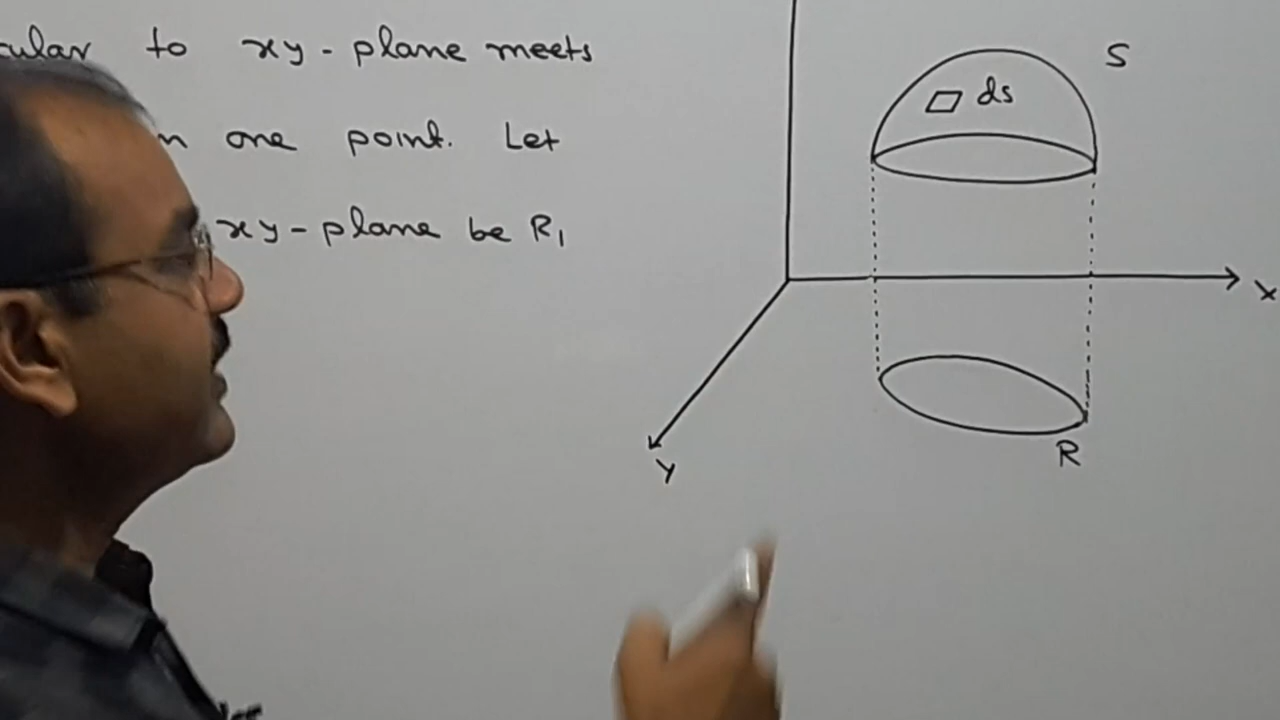 to xy-plane meets
one point. Let
xy-plane be R1
S
ds
X
Y
R